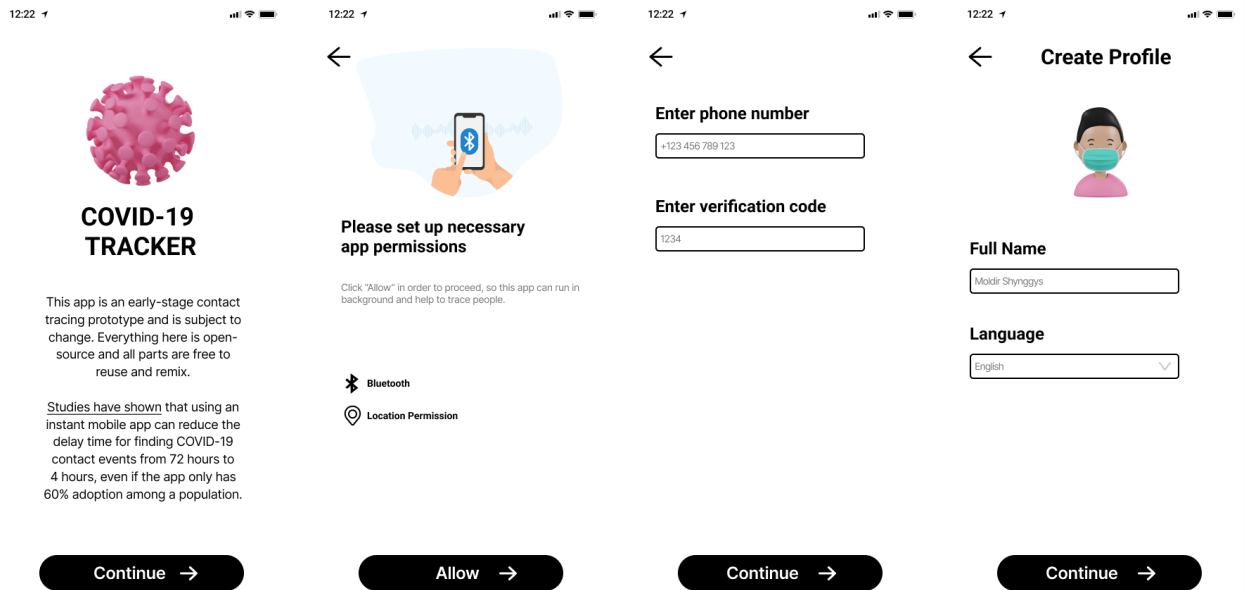 12:22
COVID-19
TRACKER
This app is an early-stage contact
tracing prototype and is subject to
change. Everything here is open-
source and all parts are free to
reuse and remix.
Studies have shown that using an
instant mobile app can reduce the
delay time for finding COVID-19
contact events from 72 hours to
4 hours, even if the app only has
60% adoption among a population.
Continue
12:22
Please set up necessary
app permissions
Click “Allow” in order to proceed, so this app can run in
background and help to trace people.
Bluetooth
Location Permission
Allow
12:22
Enter phone number
+123 456 789 123
Enter verification code
1234
Continue
12:22
Create Profile
Full Name
Moldir Shynggys
Language
English
Continue